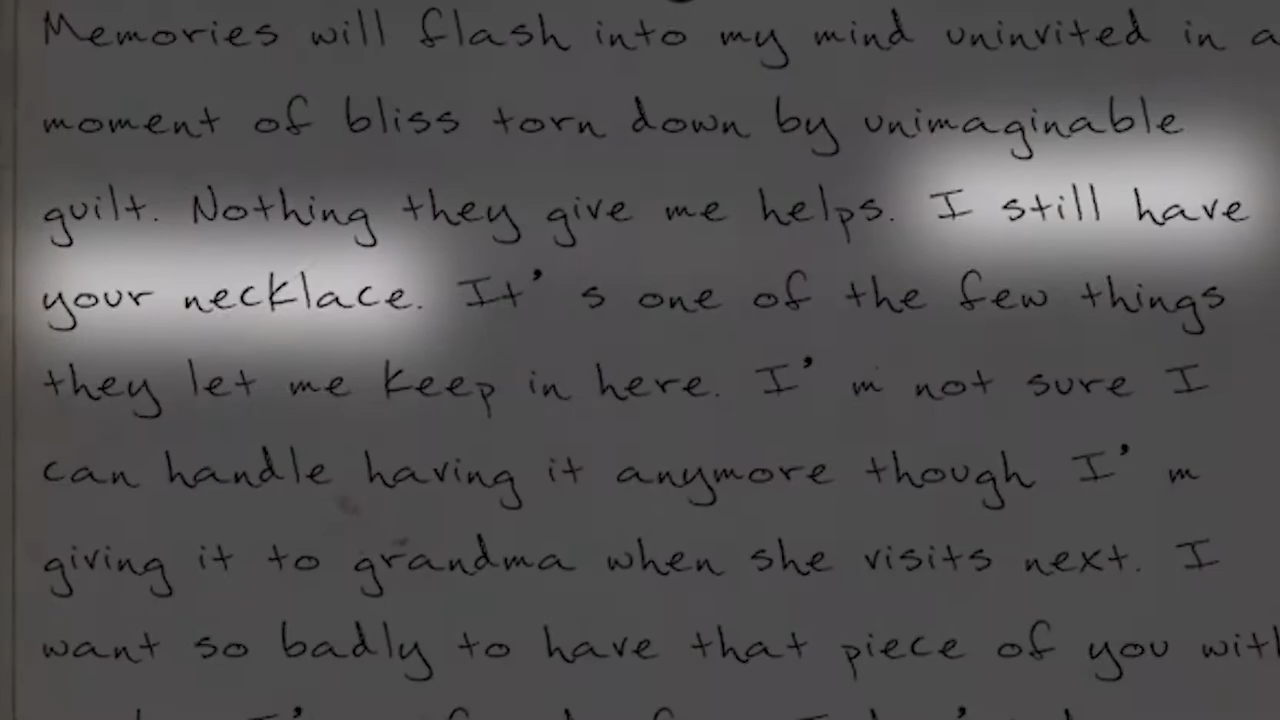 Memories will flash into my mind uninvited in a
moment of bliss torn down by unimaginable
guilt. Nothing they give me helps. I still have
your necklace. It's one of the few things
they let me keep in here. I'm not sure I
can handle having it anymore though I'm
giving it to grandma when she visits next. I
want so badly to have that piece of you with